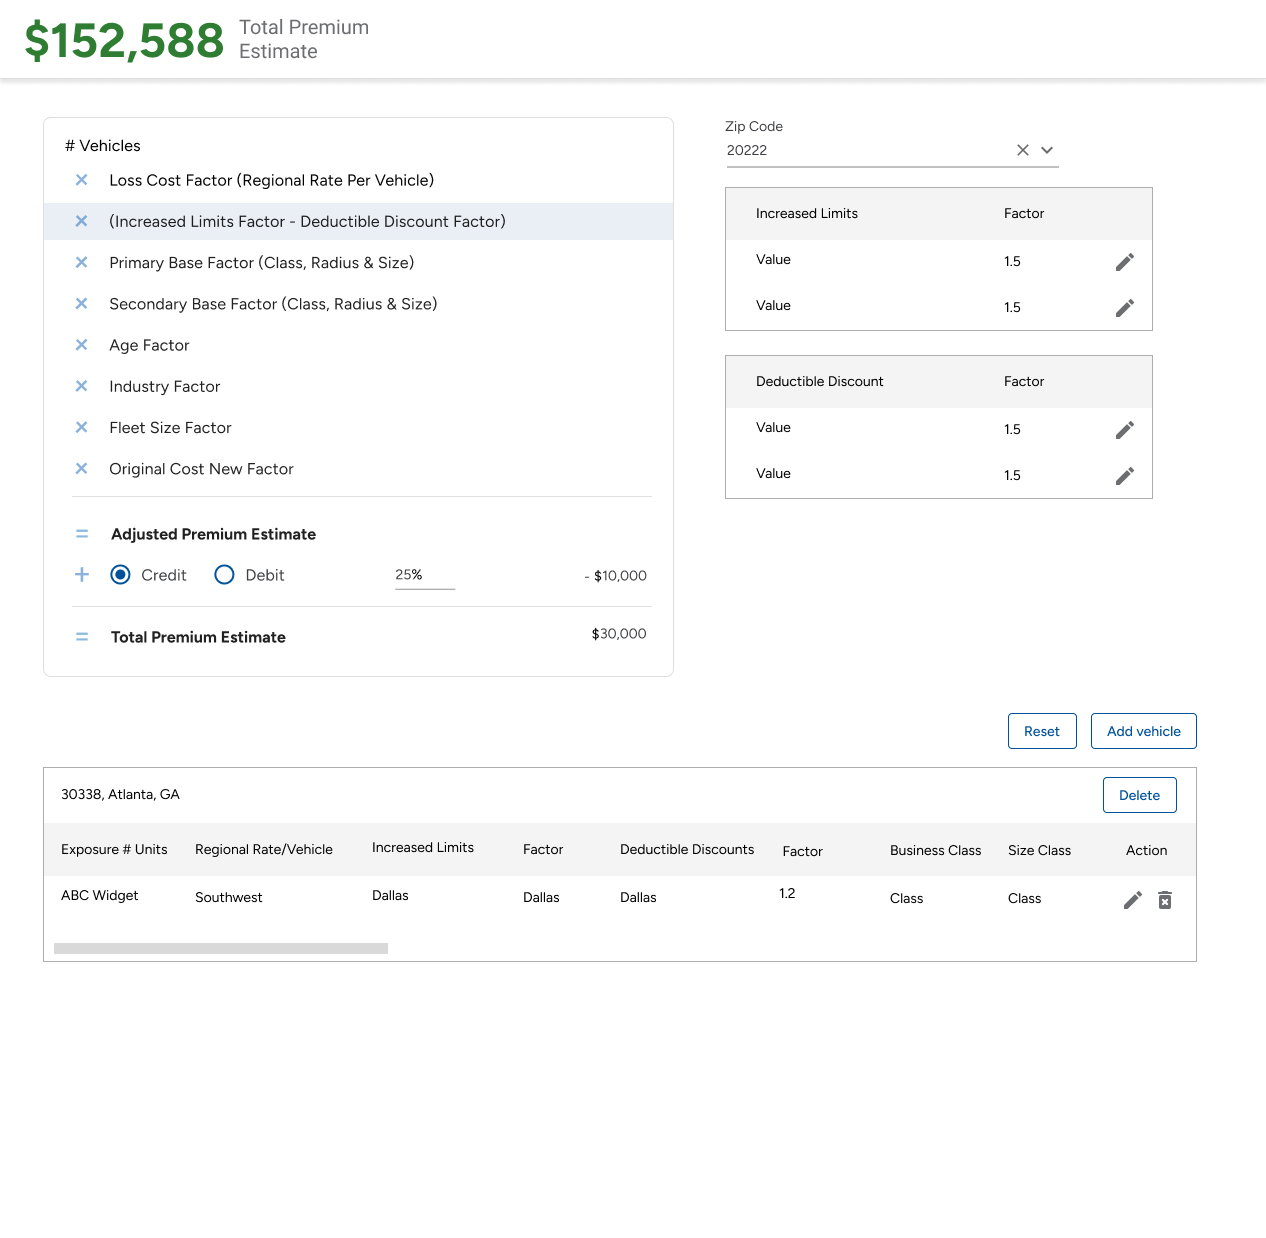 $152,588
Total Premium
Estimate
# Vehicles
Loss Cost Factor (Regional Rate Per Vehicle)
(Increased Limits Factor - Deductible Discount Factor)
Primary Base Factor (Class, Radius & Size)
Secondary Base Factor (Class, Radius & Size)
Age Factor
Industry Factor
Fleet Size Factor
Original Cost New Factor
= Adjusted Premium Estimate
+ Credit Debit 25% - $10,000
= Total Premium Estimate $30,000
Zip Code
20222
Increased Limits Factor
Value 1.5
Value 1.5
Deductible Discount Factor
Value 1.5
Value 1.5
Reset Add vehicle
30338, Atlanta, GA Delete
Exposure # Units Regional Rate/Vehicle Increased Limits Factor Deductible Discounts Factor Business Class Size Class Action
ABC Widget Southwest Dallas Dallas Dallas 1.2 Class Class